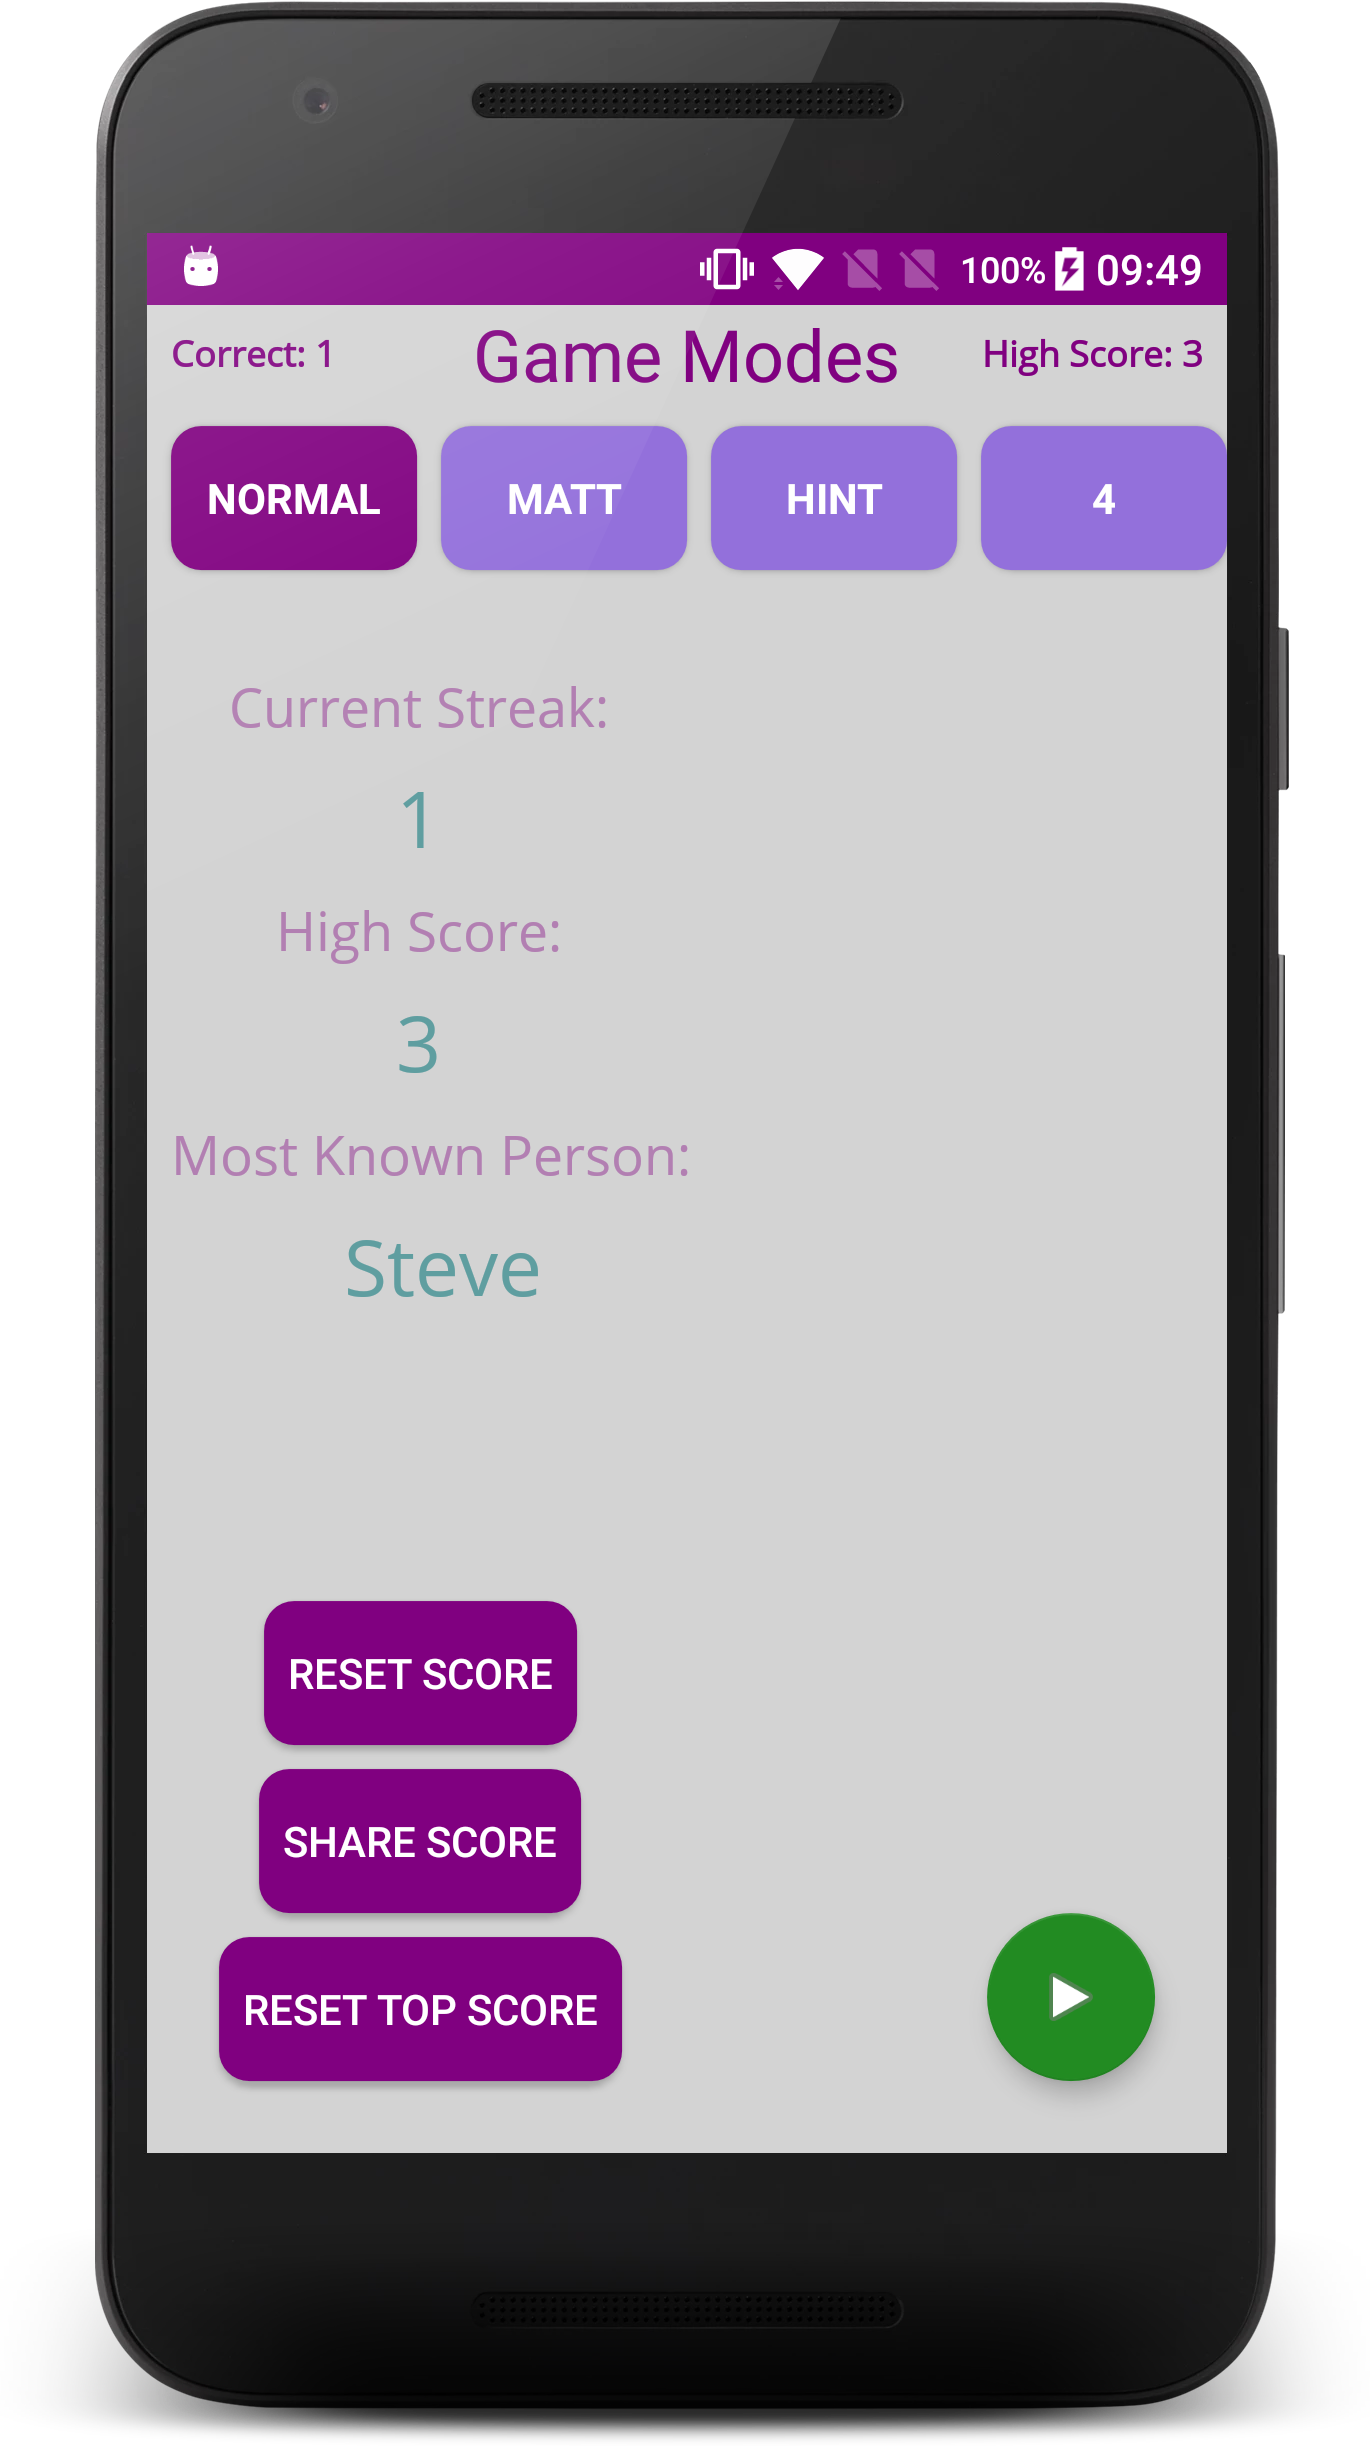 100% 09:49
Correct: 1 Game Modes High Score: 3
NORMAL MATT HINT 4
Current Streak:
1
High Score:
3
Most Known Person:
Steve
RESET SCORE
SHARE SCORE
RESET TOP SCORE